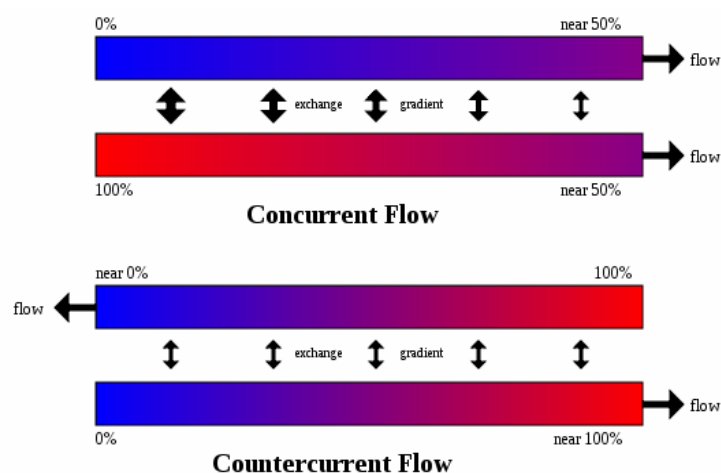 0%
near 50%
flow
exchange gradient
flow
100%
near 50%
Concurrent Flow
near 0%
100%
flow
exchange gradient
flow
0%
near 100%
Countercurrent Flow